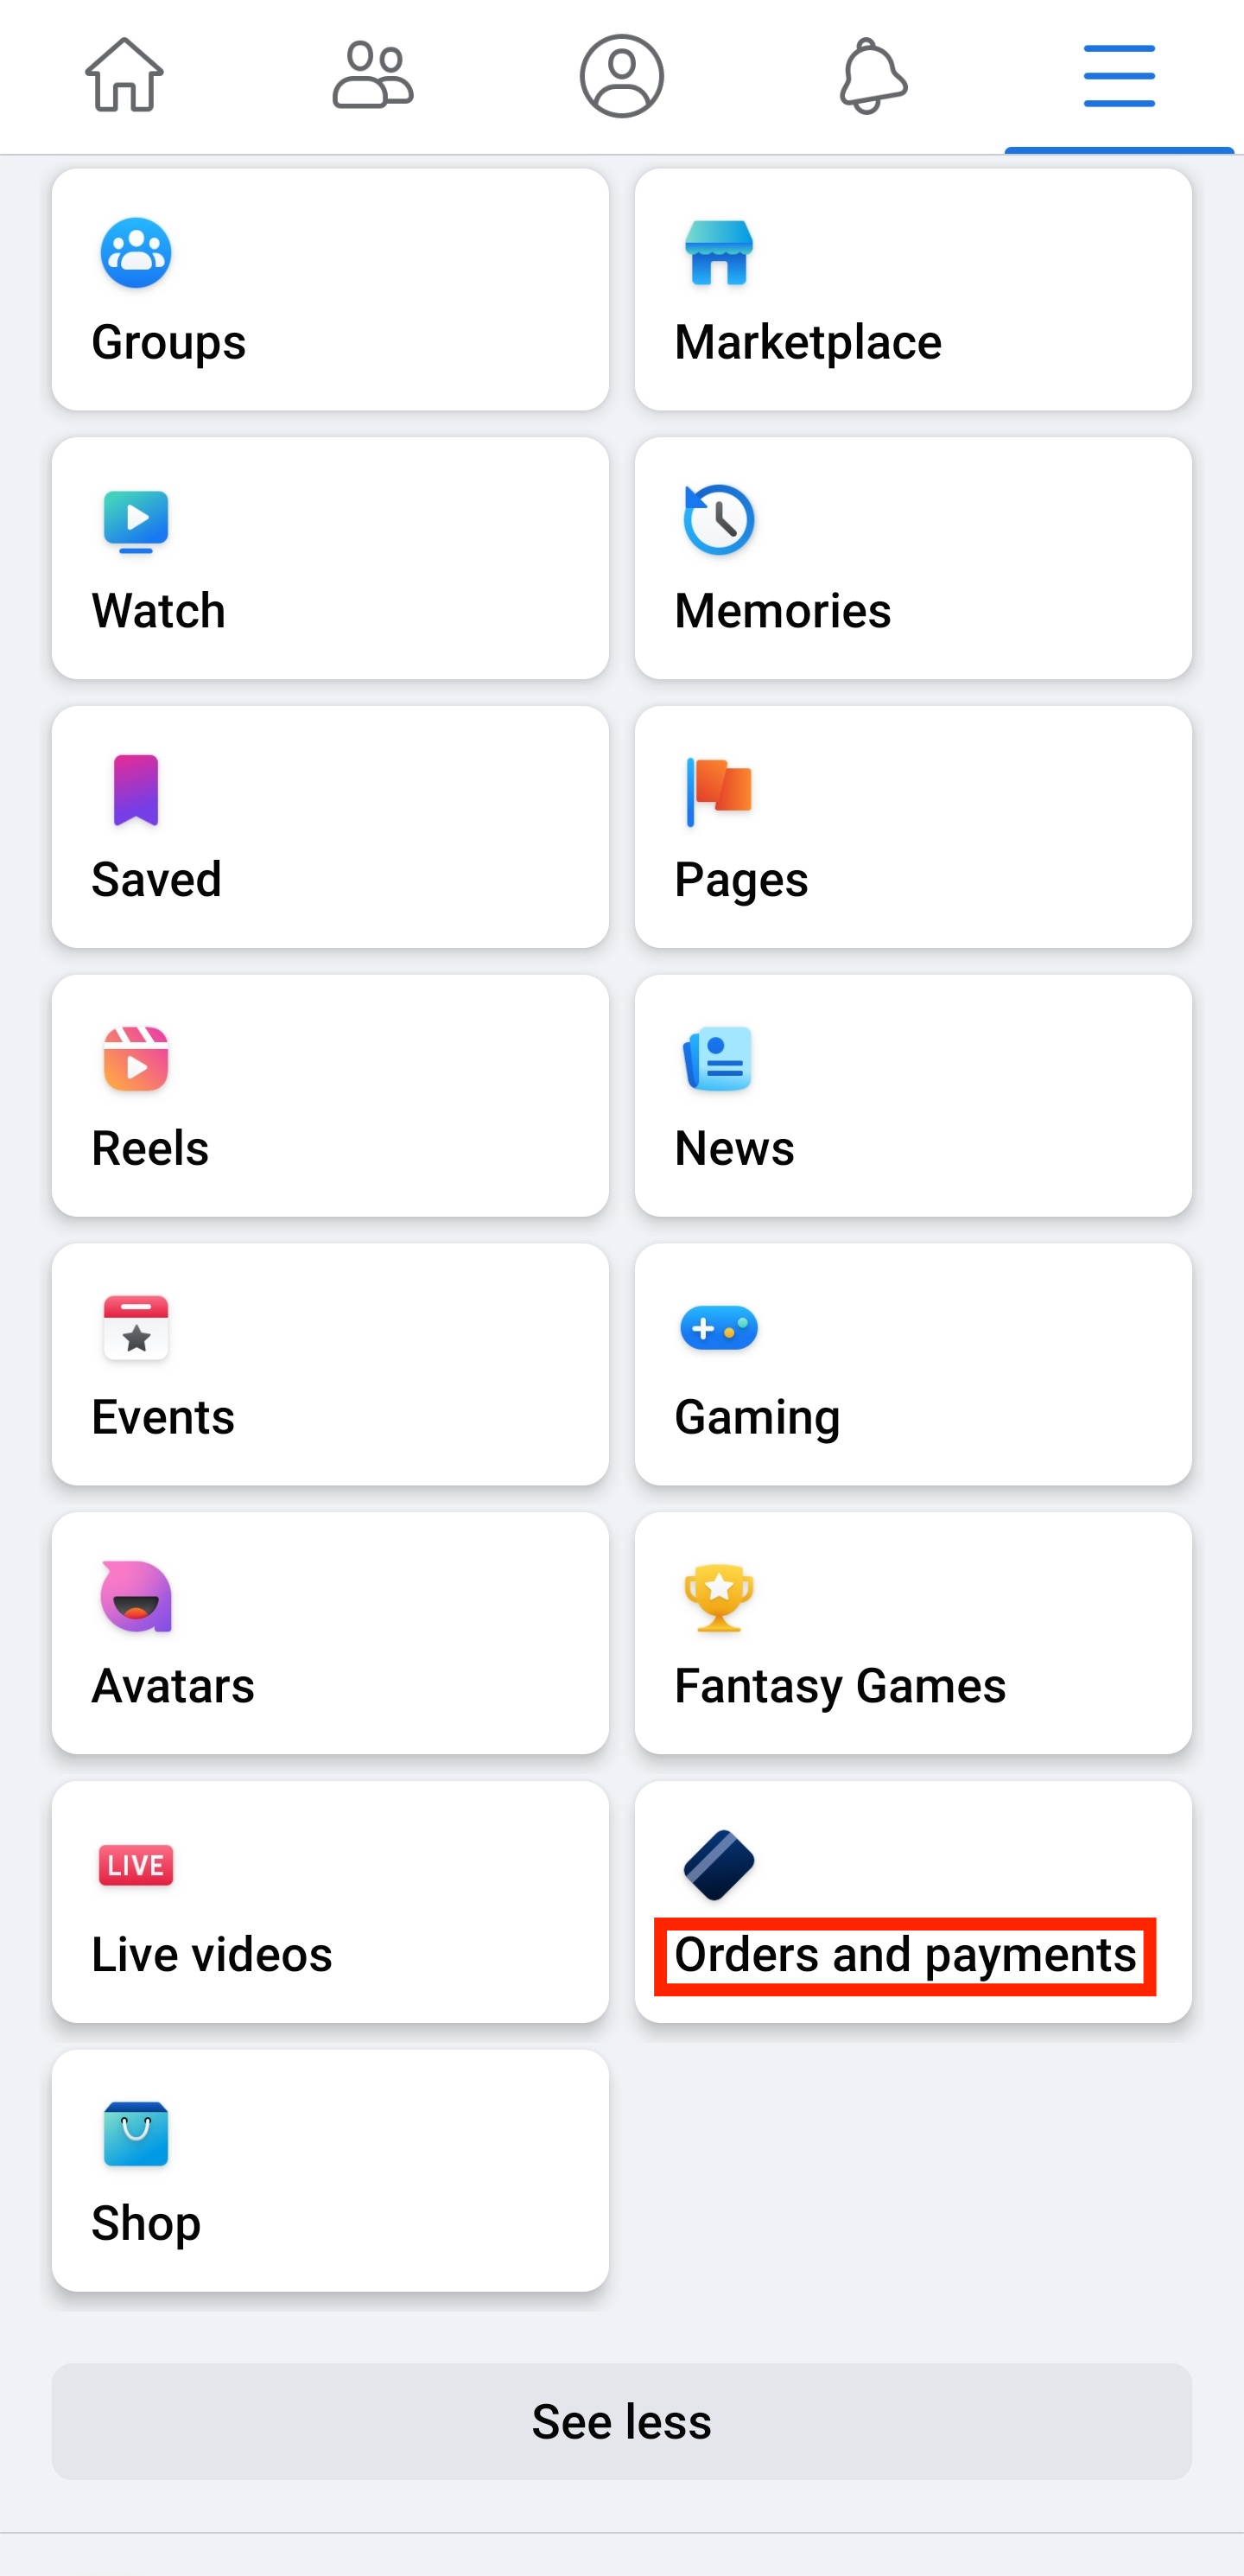 Groups
Marketplace
Watch
Memories
Saved
Pages
Reels
News
Events
Gaming
Avatars
Fantasy Games
LIVE
Live videos
Orders and payments
Shop
See less